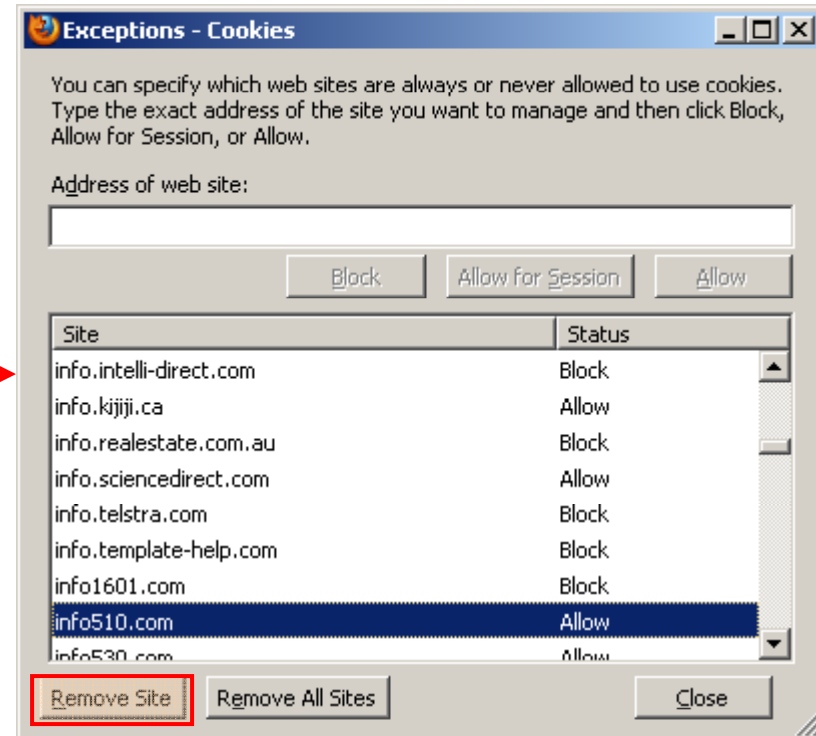 Exceptions - Cookies
You can specify which web sites are always or never allowed to use cookies.
Type the exact address of the site you want to manage and then click Block,
Allow for Session, or Allow.
Address of web site:
Block Allow for Session Allow
Site Status
info.intelli-direct.com Block
info.kijiji.ca Allow
info.realestate.com.au Block
info.sciencedirect.com Allow
info.telstra.com Block
info.template-help.com Block
info1601.com Block
info510.com Allow
info530.com Allow
Remove Site Remove All Sites Close